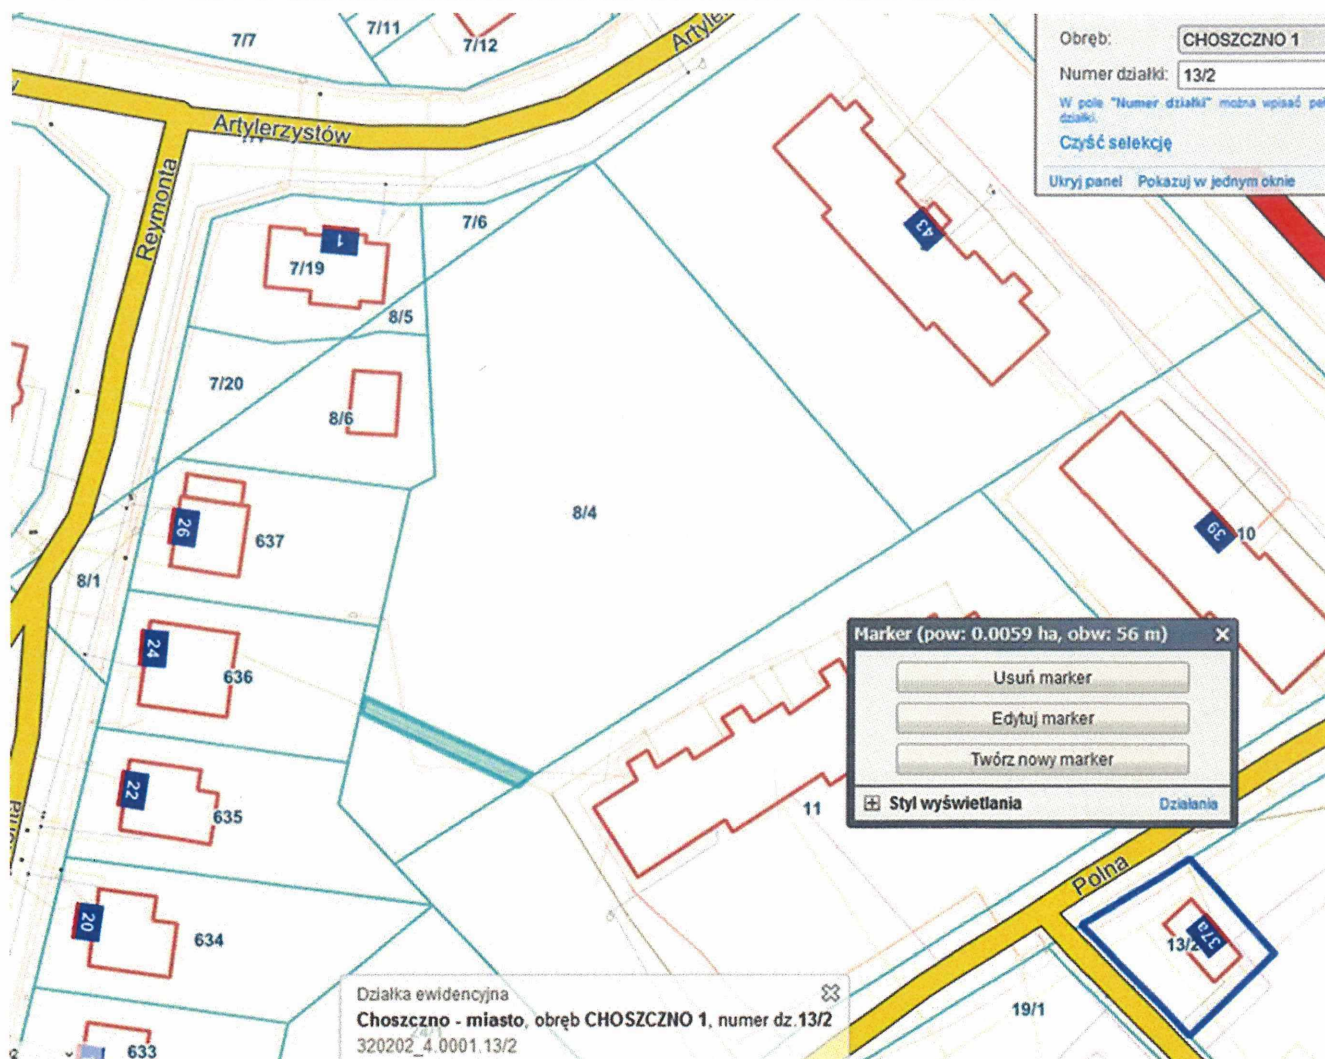 7/7
7/11
7/12
Artyler
Obręb:
CHOSZCZNO 1
Numer działki:
13/2
W pole "Numer działki" można wpisać peł
działki.
Czyść selekcję
Ukryj panel Pokazuj w jednym oknie
Artylerzystów
Reymonta
7/6
1
7/19
43
8/5
7/20
8/6
8/4
26
637
39
10
8/1
24
636
Marker (pow: 0.0059 ha, obw: 56 m)
Usuń marker
Edytuj marker
Twórz nowy marker
Styl wyświetlania
Działania
22
635
11
Polna
20
634
37a
13/2
19/1
Działka ewidencyjna
Choszczno - miasto, obręb CHOSZCZNO 1, numer dz.13/2
320202_4.0001.13/2
633